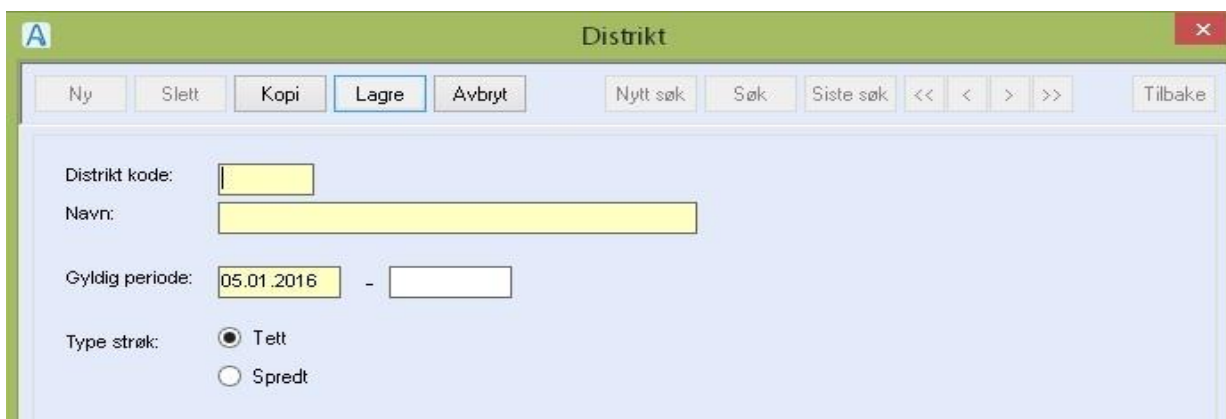 Distrikt
Ny Slett Kopi Lagre Avbryt Nytt søk Søk Siste søk << < > >> Tilbake
Distrikt kode:
Navn:
Gyldig periode: 05.01.2016 -
Type strøk: Tett
Spredt